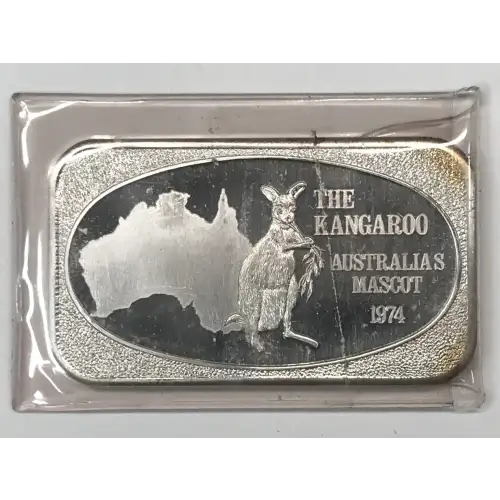 THE
KANGAROO
AUSTRALIAS
MASCOT
1974